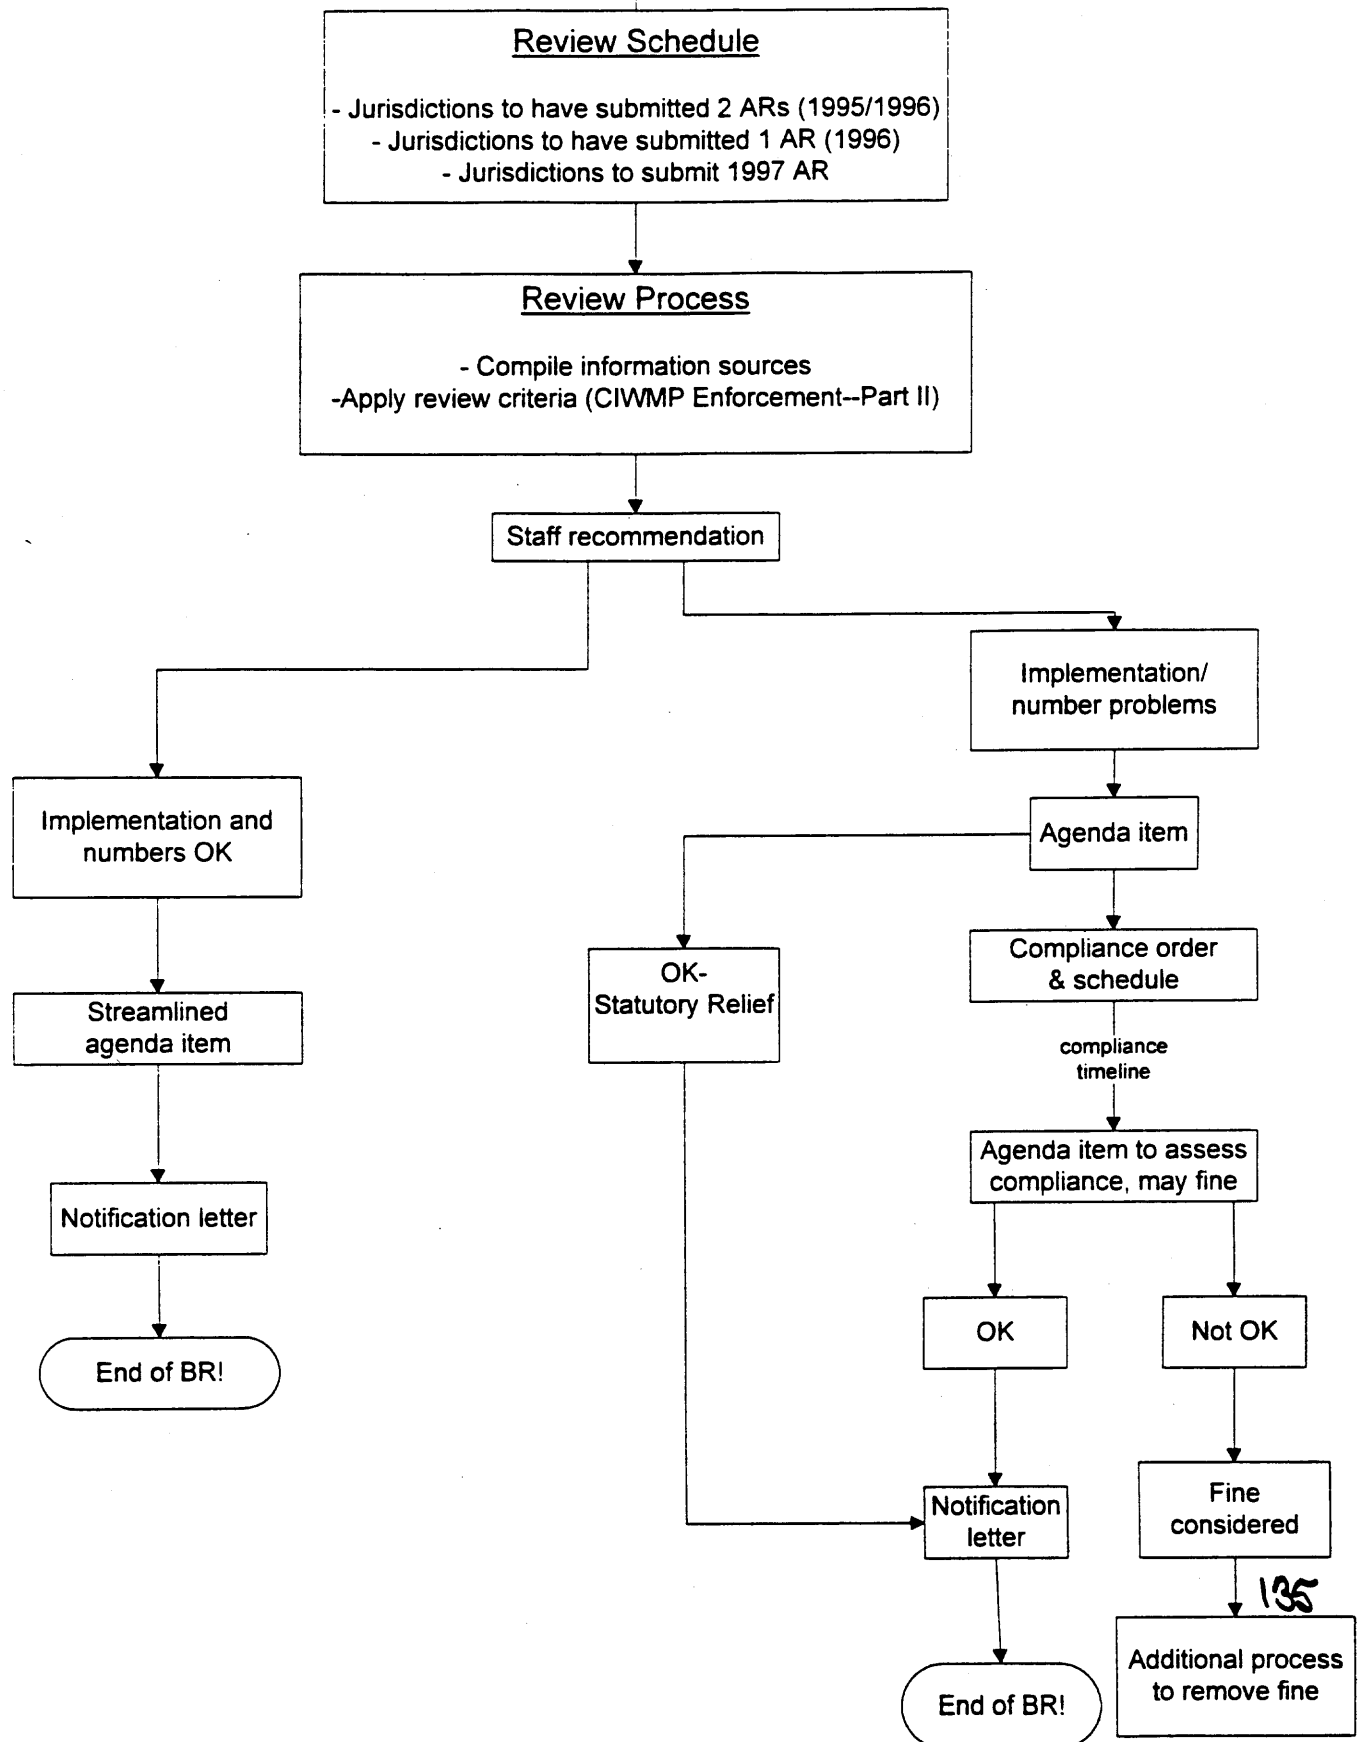 Review Schedule
- Jurisdictions to have submitted 2 ARs (1995/1996)
- Jurisdictions to have submitted 1 AR (1996)
- Jurisdictions to submit 1997 AR
Review Process
- Compile information sources
-Apply review criteria (CIWMP Enforcement--Part II)
Staff recommendation
Implementation/
number problems
Implementation and
numbers OK
Agenda item
OK-
Statutory Relief
Compliance order
& schedule
Streamlined
agenda item
compliance
timeline
Agenda item to assess
compliance, may fine
Notification letter
OK
Not OK
End of BR!
Notification
letter
Fine
considered
135
Additional process
to remove fine
End of BR!